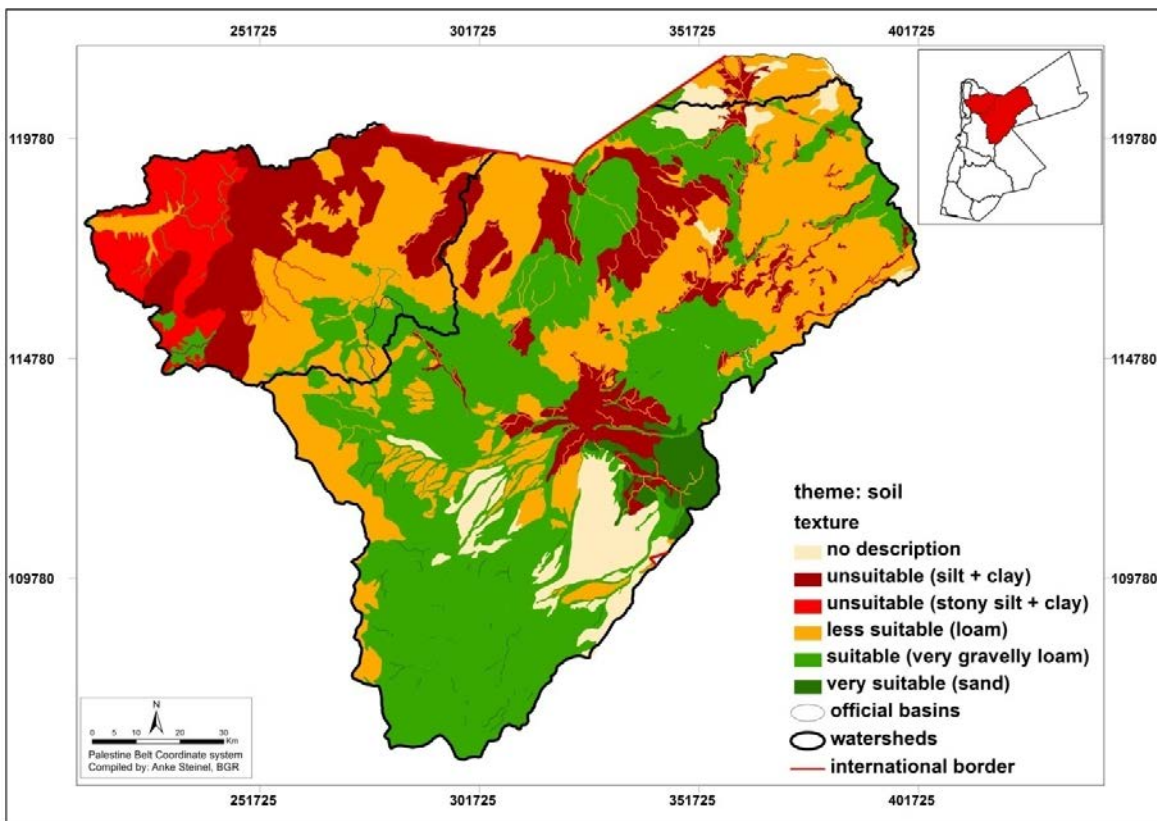 251725 301725 351725 401725
119780 119780
114780 114780
109780 109780
theme: soil
texture
no description
unsuitable (silt + clay)
unsuitable (stony silt + clay)
less suitable (loam)
suitable (very gravelly loam)
very suitable (sand)
official basins
watersheds
international border
N
0 5 10 20 30
Km
Palestine Belt Coordinate system
Compiled by: Anke Steinel, BGR
251725 301725 351725 401725